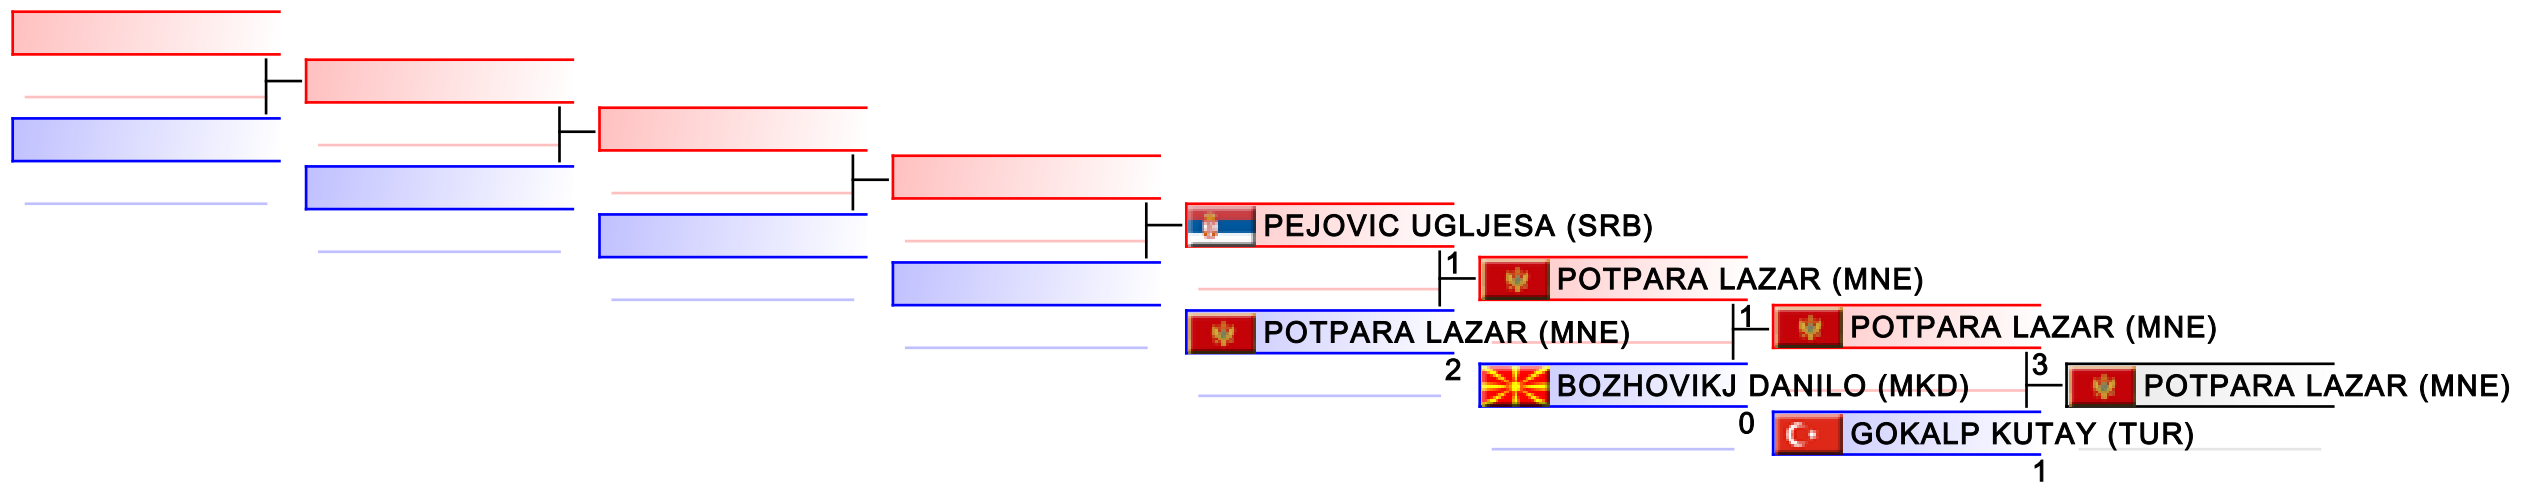 PEJOVIC UGLJESA (SRB)
1
POTPARA LAZAR (MNE)
2
POTPARA LAZAR (MNE)
1
BOZHOVIKJ DANILO (MKD)
0
POTPARA LAZAR (MNE)
3
GOKALP KUTAY (TUR)
1
POTPARA LAZAR (MNE)